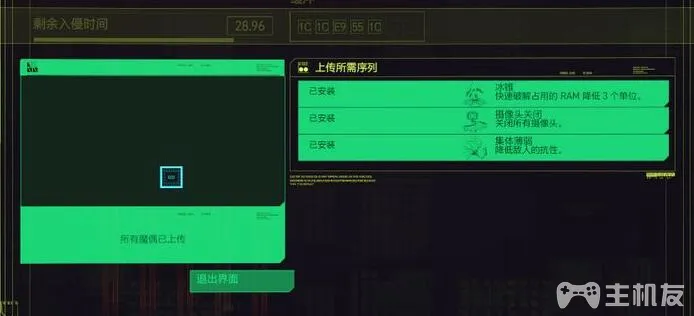 剩余入侵时间
28.96
1C 1C E9 55 1C
上传所需序列
已安装
冰锥
快速破解占用的 RAM 降低 3 个单位。
已安装
摄像头关闭
关闭所有摄像头。
已安装
集体薄弱
降低敌人的抗性。
所有魔偶已上传
退出界面
主机友